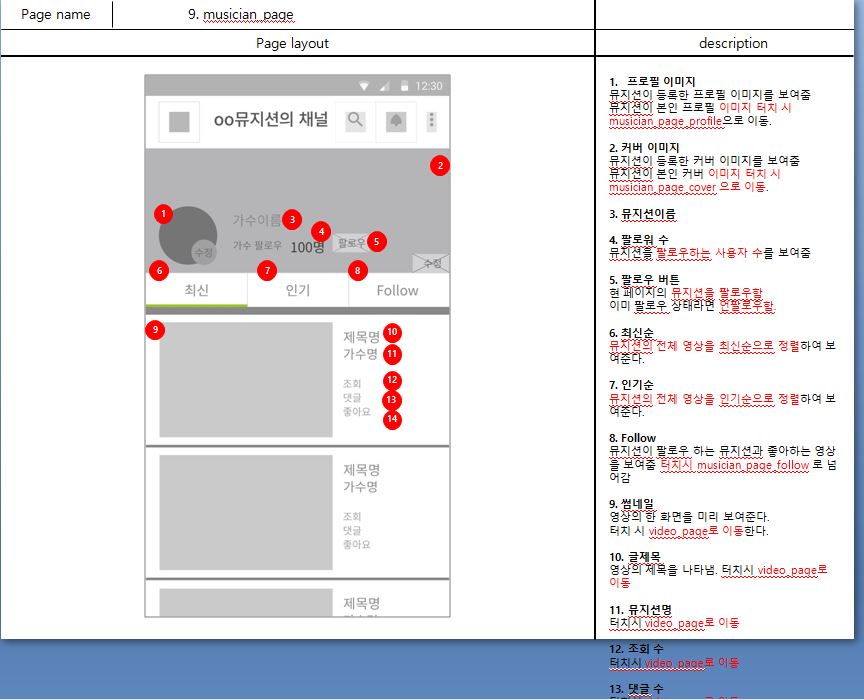 Page name
9. musician_page
Page layout
description
12:30
oo뮤지션의 채널
2
1
가수이름
3
4
가수 팔로우
100명
팔로우
5
수정
수정
6
7
8
최신
인기
Follow
9
제목명
10
가수명
11
조회
12
댓글
13
좋아요
14
제목명
가수명
조회
댓글
좋아요
제목명
1. 프로필 이미지
뮤지션이 등록한 프로필 이미지를 보여줌
뮤지션이 본인 프로필 이미지 터치 시
musician_page_profile으로 이동.
2. 커버 이미지
뮤지션이 등록한 커버 이미지를 보여줌
뮤지션이 본인 커버 이미지 터치 시
musician_page_cover 으로 이동.
3. 뮤지션이름
4. 팔로워 수
뮤지션을 팔로우하는 사용자 수를 보여줌
5. 팔로우 버튼
현 페이지의 뮤지션을 팔로우함
이미 팔로우 상태라면 언팔로우함.
6. 최신순
뮤지션의 전체 영상을 최신순으로 정렬하여 보
여준다.
7. 인기순
뮤지션의 전체 영상을 인기순으로 정렬하여 보
여준다.
8. Follow
뮤지션이 팔로우 하는 뮤지션과 좋아하는 영상
을 보여줌 터치시 musician_page_follow 로 넘
어감
9. 썸네일
영상의 한 화면을 미리 보여준다.
터치 시 video_page로 이동한다.
10. 글제목
영상의 제목을 나타냄. 터치시 video_page로
이동
11. 뮤지션명
터치시 video_page로 이동
12. 조회 수
터치시 video_page로 이동
13. 댓글 수